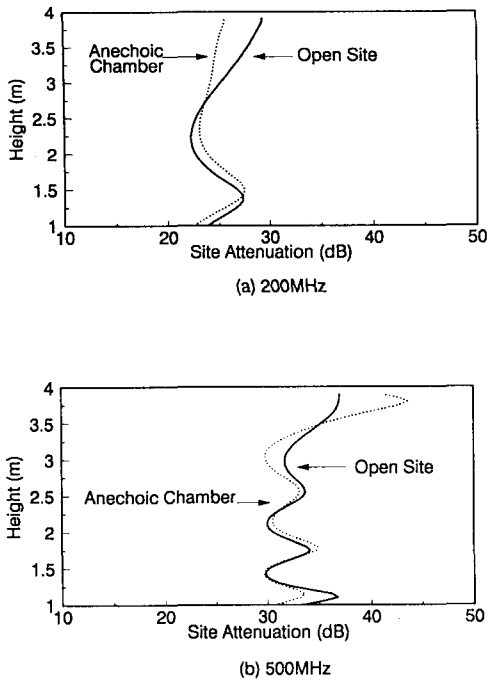 4
3.5
3
2.5
2
1.5
1
Height (m)
Anechoic
Chamber
Open Site
10
20
30
40
50
Site Attenuation (dB)
(a) 200MHz
4
3.5
3
2.5
2
1.5
1
Height (m)
Open Site
Anechoic Chamber
10
20
30
40
50
Site Attenuation (dB)
(b) 500MHz